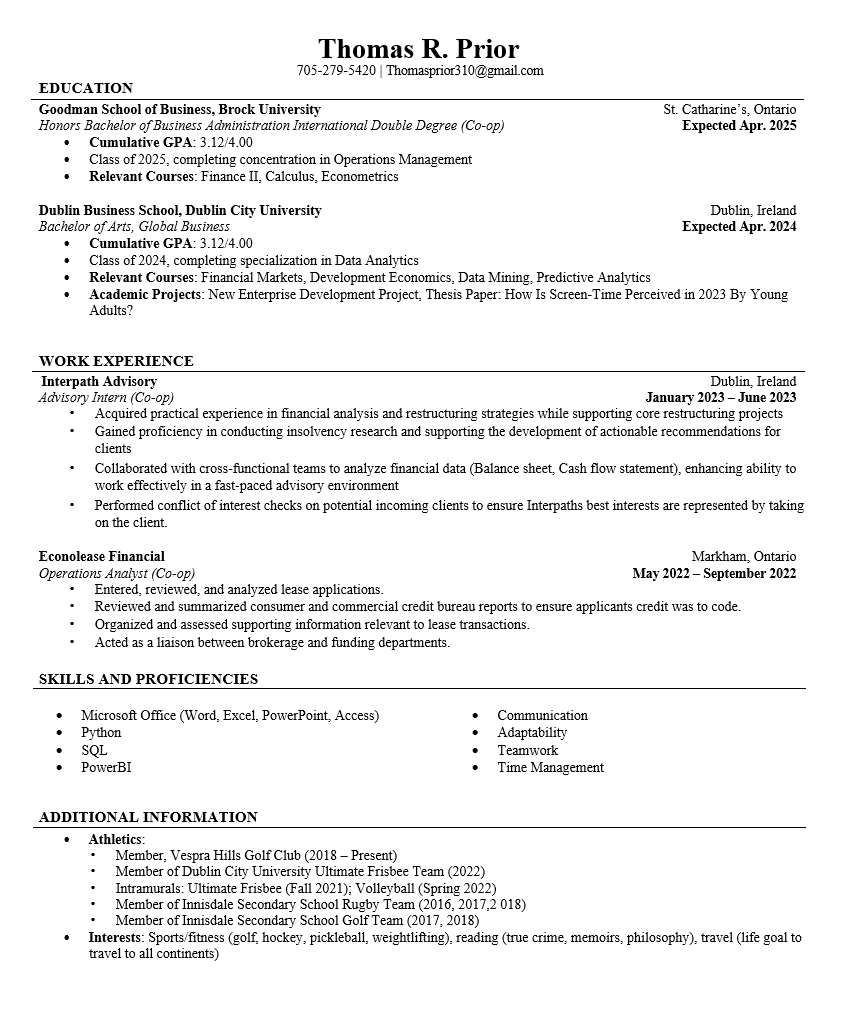 Thomas R. Prior
705-279-5420 | Thomasprior310@gmail.com
EDUCATION
Goodman School of Business, Brock University St. Catharine’s, Ontario
Honors Bachelor of Business Administration International Double Degree (Co-op) Expected Apr. 2025
• Cumulative GPA: 3.12/4.00
• Class of 2025, completing concentration in Operations Management
• Relevant Courses: Finance II, Calculus, Econometrics
Dublin Business School, Dublin City University Dublin, Ireland
Bachelor of Arts, Global Business Expected Apr. 2024
• Cumulative GPA: 3.12/4.00
• Class of 2024, completing specialization in Data Analytics
• Relevant Courses: Financial Markets, Development Economics, Data Mining, Predictive Analytics
• Academic Projects: New Enterprise Development Project, Thesis Paper: How Is Screen-Time Perceived in 2023 By Young
Adults?
WORK EXPERIENCE
Interpath Advisory Dublin, Ireland
Advisory Intern (Co-op) January 2023 – June 2023
• Acquired practical experience in financial analysis and restructuring strategies while supporting core restructuring projects
• Gained proficiency in conducting insolvency research and supporting the development of actionable recommendations for
clients
• Collaborated with cross-functional teams to analyze financial data (Balance sheet, Cash flow statement), enhancing ability to
work effectively in a fast-paced advisory environment
• Performed conflict of interest checks on potential incoming clients to ensure Interpaths best interests are represented by taking
on the client.
Econolease Financial Markham, Ontario
Operations Analyst (Co-op) May 2022 – September 2022
• Entered, reviewed, and analyzed lease applications.
• Reviewed and summarized consumer and commercial credit bureau reports to ensure applicants credit was to code.
• Organized and assessed supporting information relevant to lease transactions.
• Acted as a liaison between brokerage and funding departments.
SKILLS AND PROFICIENCIES
• Microsoft Office (Word, Excel, PowerPoint, Access)
• Python
• SQL
• PowerBI
• Communication
• Adaptability
• Teamwork
• Time Management
ADDITIONAL INFORMATION
• Athletics:
• Member, Vespra Hills Golf Club (2018 – Present)
• Member of Dublin City University Ultimate Frisbee Team (2022)
• Intramurals: Ultimate Frisbee (Fall 2021); Volleyball (Spring 2022)
• Member of Innisdale Secondary School Rugby Team (2016, 2017,2 018)
• Member of Innisdale Secondary School Golf Team (2017, 2018)
• Interests: Sports/fitness (golf, hockey, pickleball, weightlifting), reading (true crime, memoirs, philosophy), travel (life goal to
travel to all continents)